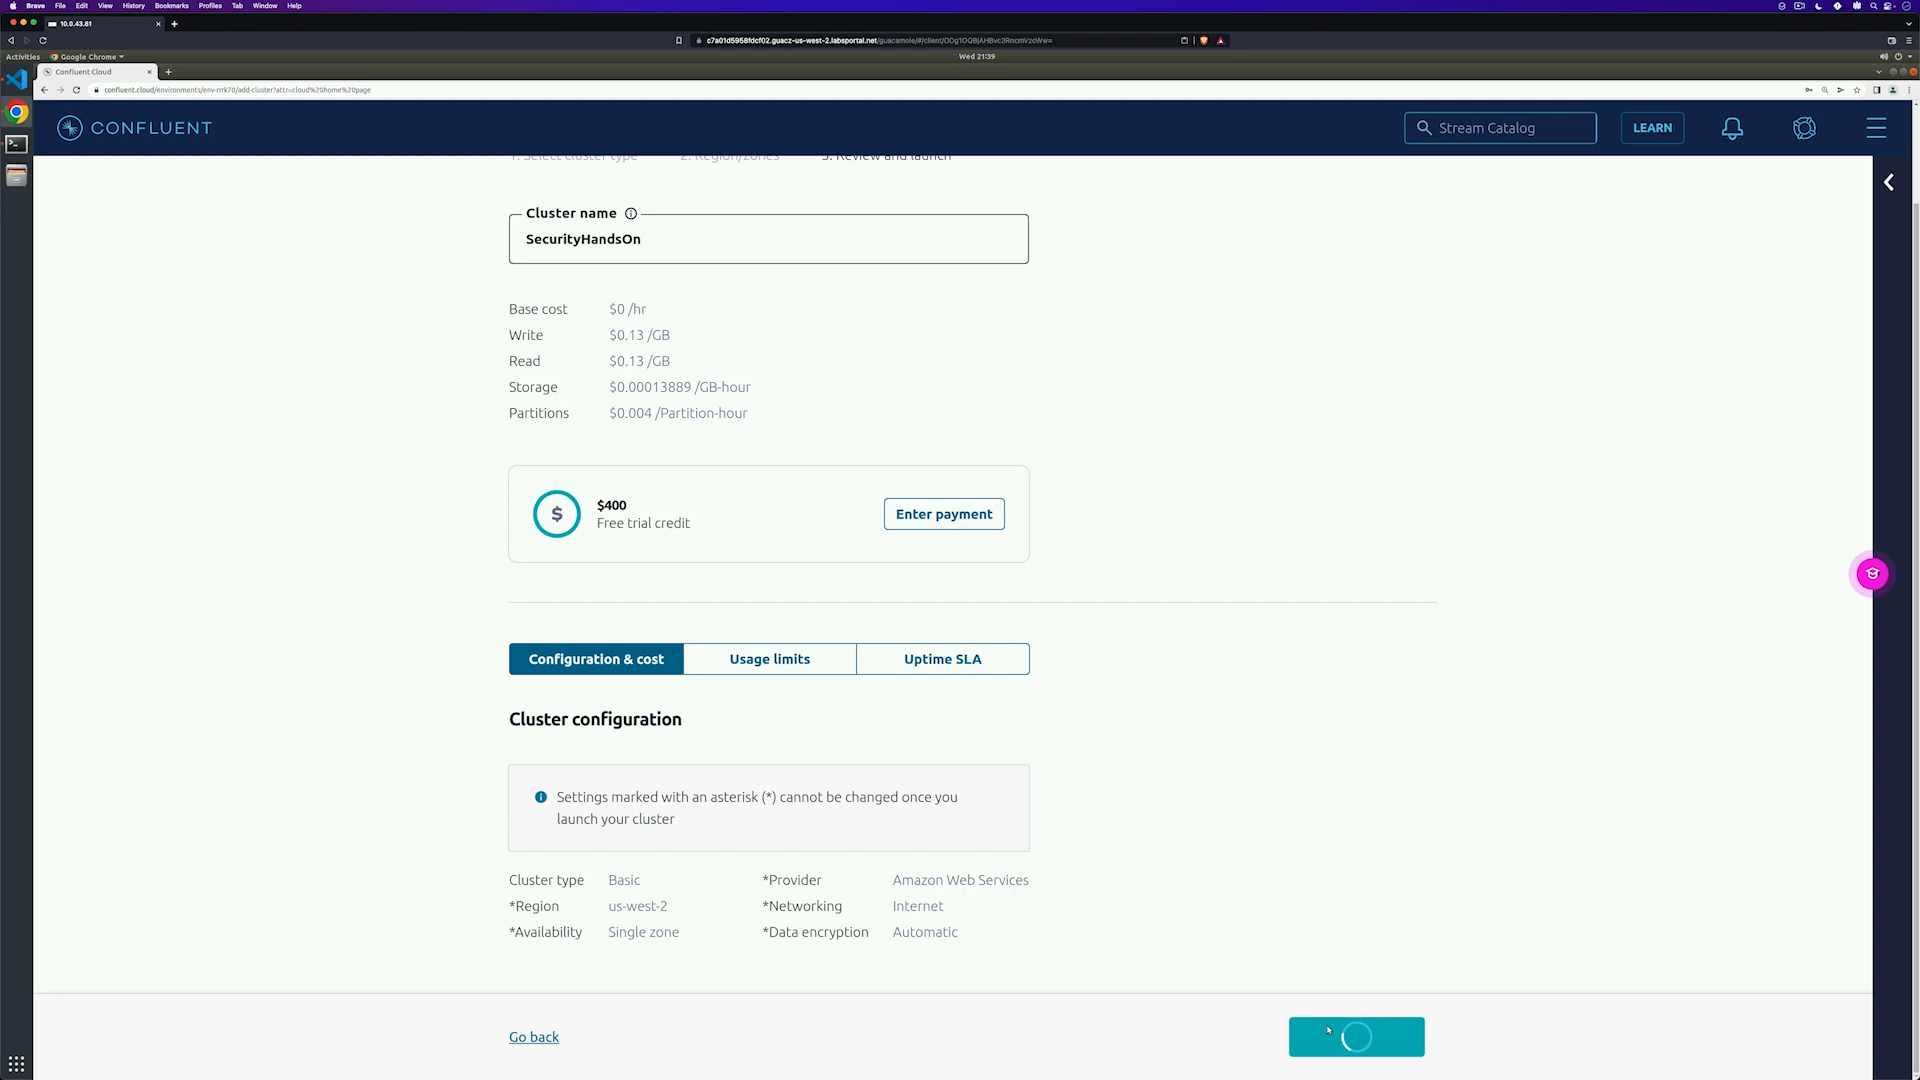 Brave File Edit View History Bookmarks Profiles Tab Window Help
10.0.43.81
c7a01d5958fdcf02.guacz-us-west-2.labsportal.net/guacamole/#/client/
Activities Google Chrome Wed 21:39
Confluent Cloud
confluent.cloud/environments/env-rrrk70/add-cluster?attr=cloud%20home%20page
CONFLUENT Stream Catalog LEARN
1. Select cluster type 2. Region/zones 3. Review and launch
Cluster name
SecurityHandsOn
Base cost $0 /hr
Write $0.13 /GB
Read $0.13 /GB
Storage $0.00013889 /GB-hour
Partitions $0.004 /Partition-hour
$ $400
Free trial credit
Enter payment
Configuration & cost Usage limits Uptime SLA
Cluster configuration
Settings marked with an asterisk (*) cannot be changed once you
launch your cluster
Cluster type Basic *Provider Amazon Web Services
*Region us-west-2 *Networking Internet
*Availability Single zone *Data encryption Automatic
Go back